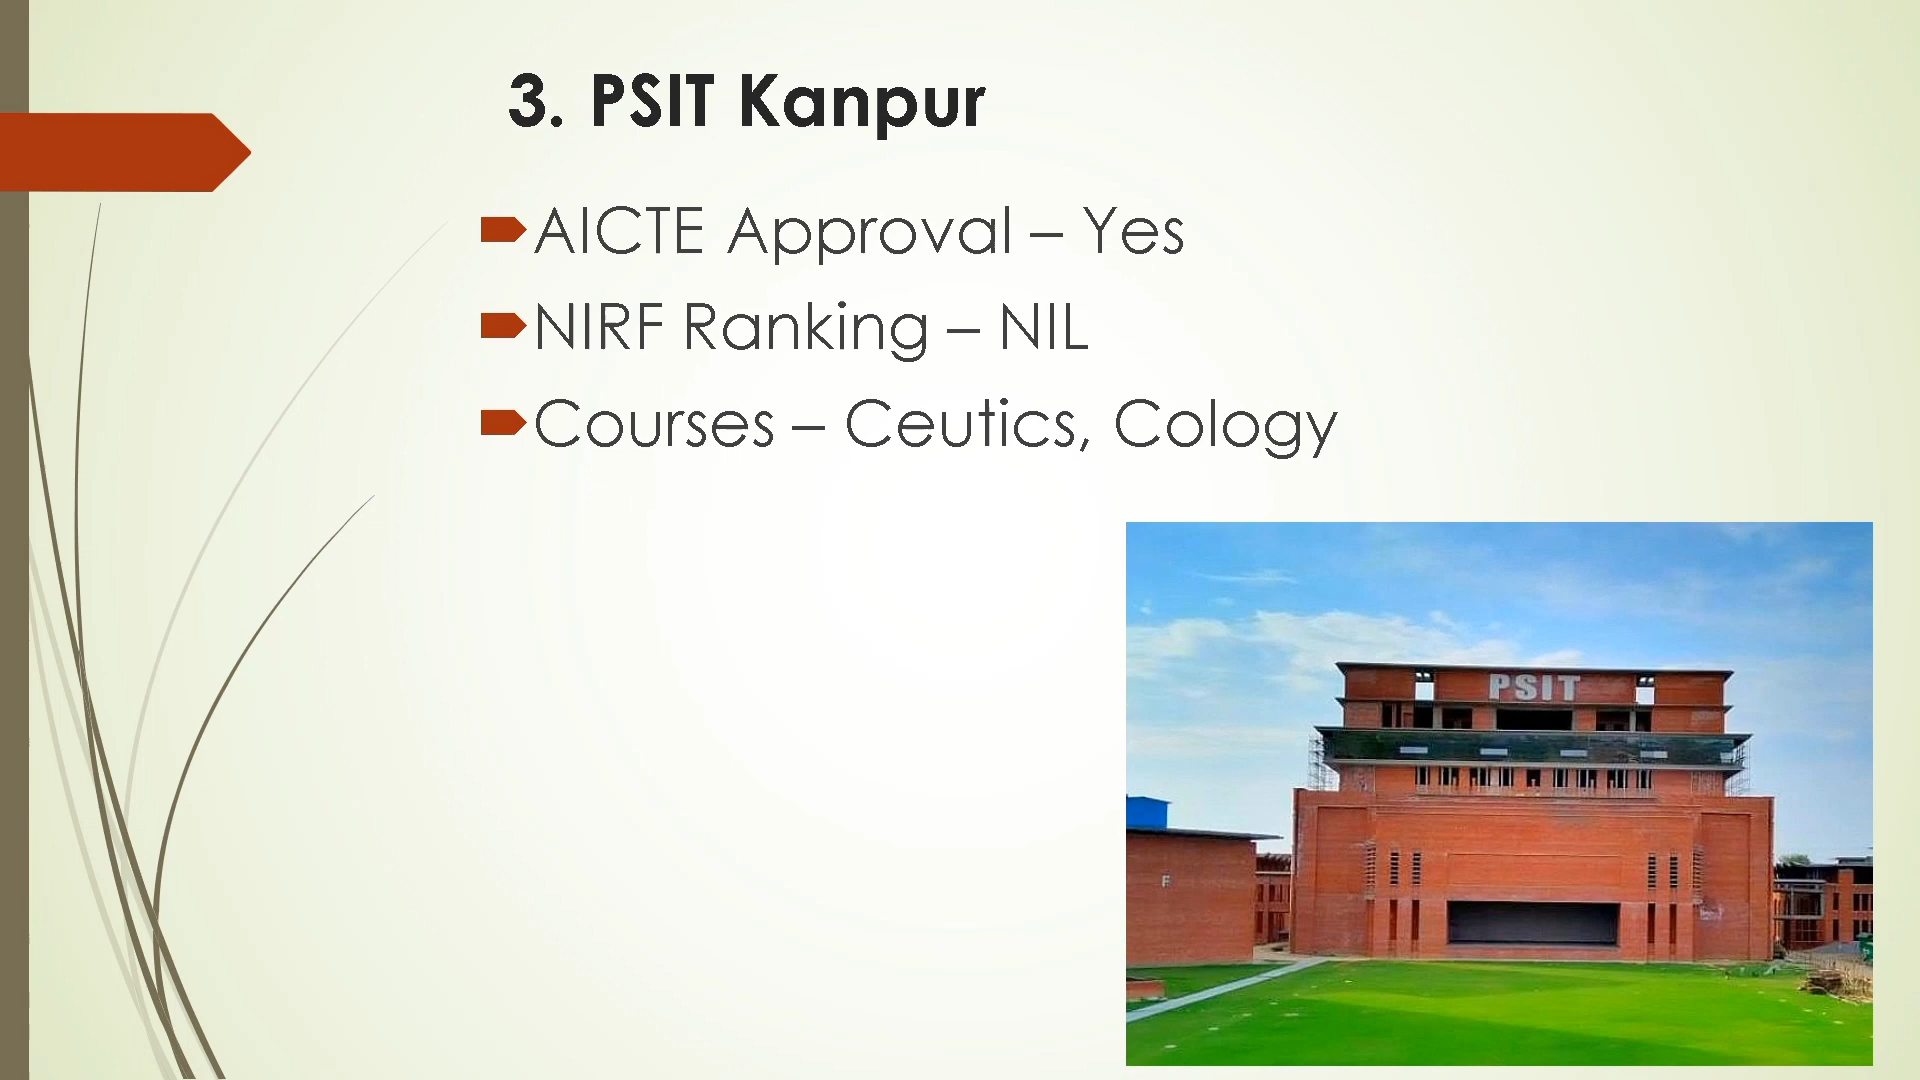 3. PSIT Kanpur
AICTE Approval – Yes
NIRF Ranking – NIL
Courses – Ceutics, Cology
PSIT
F